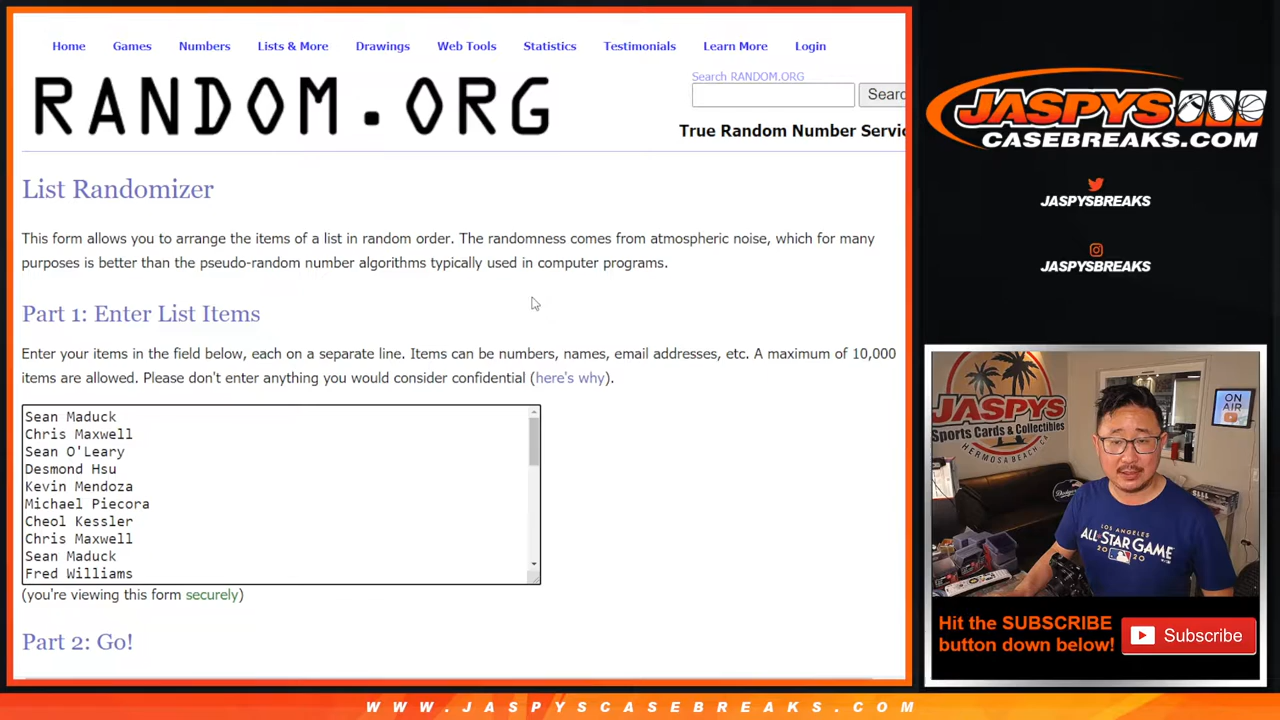 Home Games Numbers Lists & More Drawings Web Tools Statistics Testimonials Learn More Login
RANDOM.ORG
Search RANDOM.ORG
True Random Number
List Randomizer
This form allows you to arrange the items of a list in random order. The randomness comes from atmospheric noise, which for many
purposes is better than the pseudo-random number algorithms typically used in computer programs.
Part 1: Enter List Items
Enter your items in the field below, each on a separate line. Items can be numbers, names, email addresses, etc. A maximum of 10,000
items are allowed. Please don't enter anything you would consider confidential (here's why).
Sean Maduck
Chris Maxwell
Sean O'Leary
Desmond Hsu
Kevin Mendoza
Michael Piecora
Cheol Kessler
Chris Maxwell
Sean Maduck
Fred Williams
(you're viewing this form securely)
Part 2: Go!
JASPYS
CASEBREAKS.COM
JASPYSBREAKS
JASPYSBREAKS
JASPYS
Sports Cards & Collectibles
HERMOSA BEACH CA
ON
AIR
Dodgers
LOS ANGELES
ALL-STAR GAME
2020
Hit the SUBSCRIBE
button down below!
Subscribe
WWW.JASPYSCASEBREAKS.COM